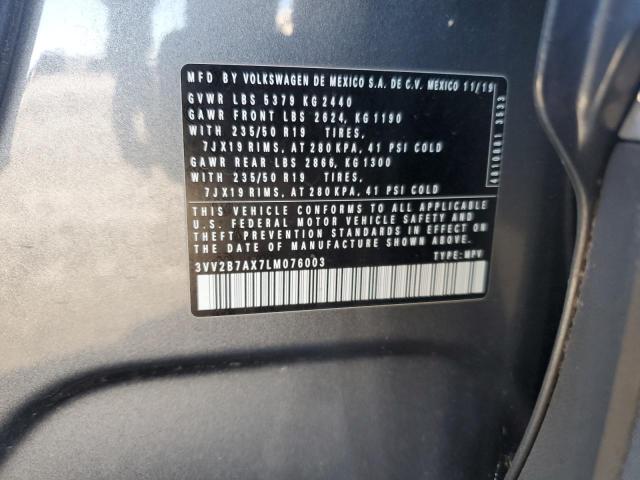 MFD BY VOLKSWAGEN DE MEXICO S.A. DE C.V. MEXICO 11/19
GVWR LBS 5379 KG 2440
GAWR FRONT LBS 2624, KG 1190
WITH 235/50 R19 TIRES,
7JX19 RIMS, AT 280 KPA, 41 PSI COLD
GAWR REAR LBS 2866, KG 1300
WITH 235/50 R19 TIRES,
7JX19 RIMS, AT 280 KPA, 41 PSI COLD
THIS VEHICLE CONFORMS TO ALL APPLICABLE
U.S. FEDERAL MOTOR VEHICLE SAFETY AND
THEFT PREVENTION STANDARDS IN EFFECT ON
THE DATE OF MANUFACTURE SHOWN ABOVE.
3VV2B7AX7LM076003 TYPE: MPV